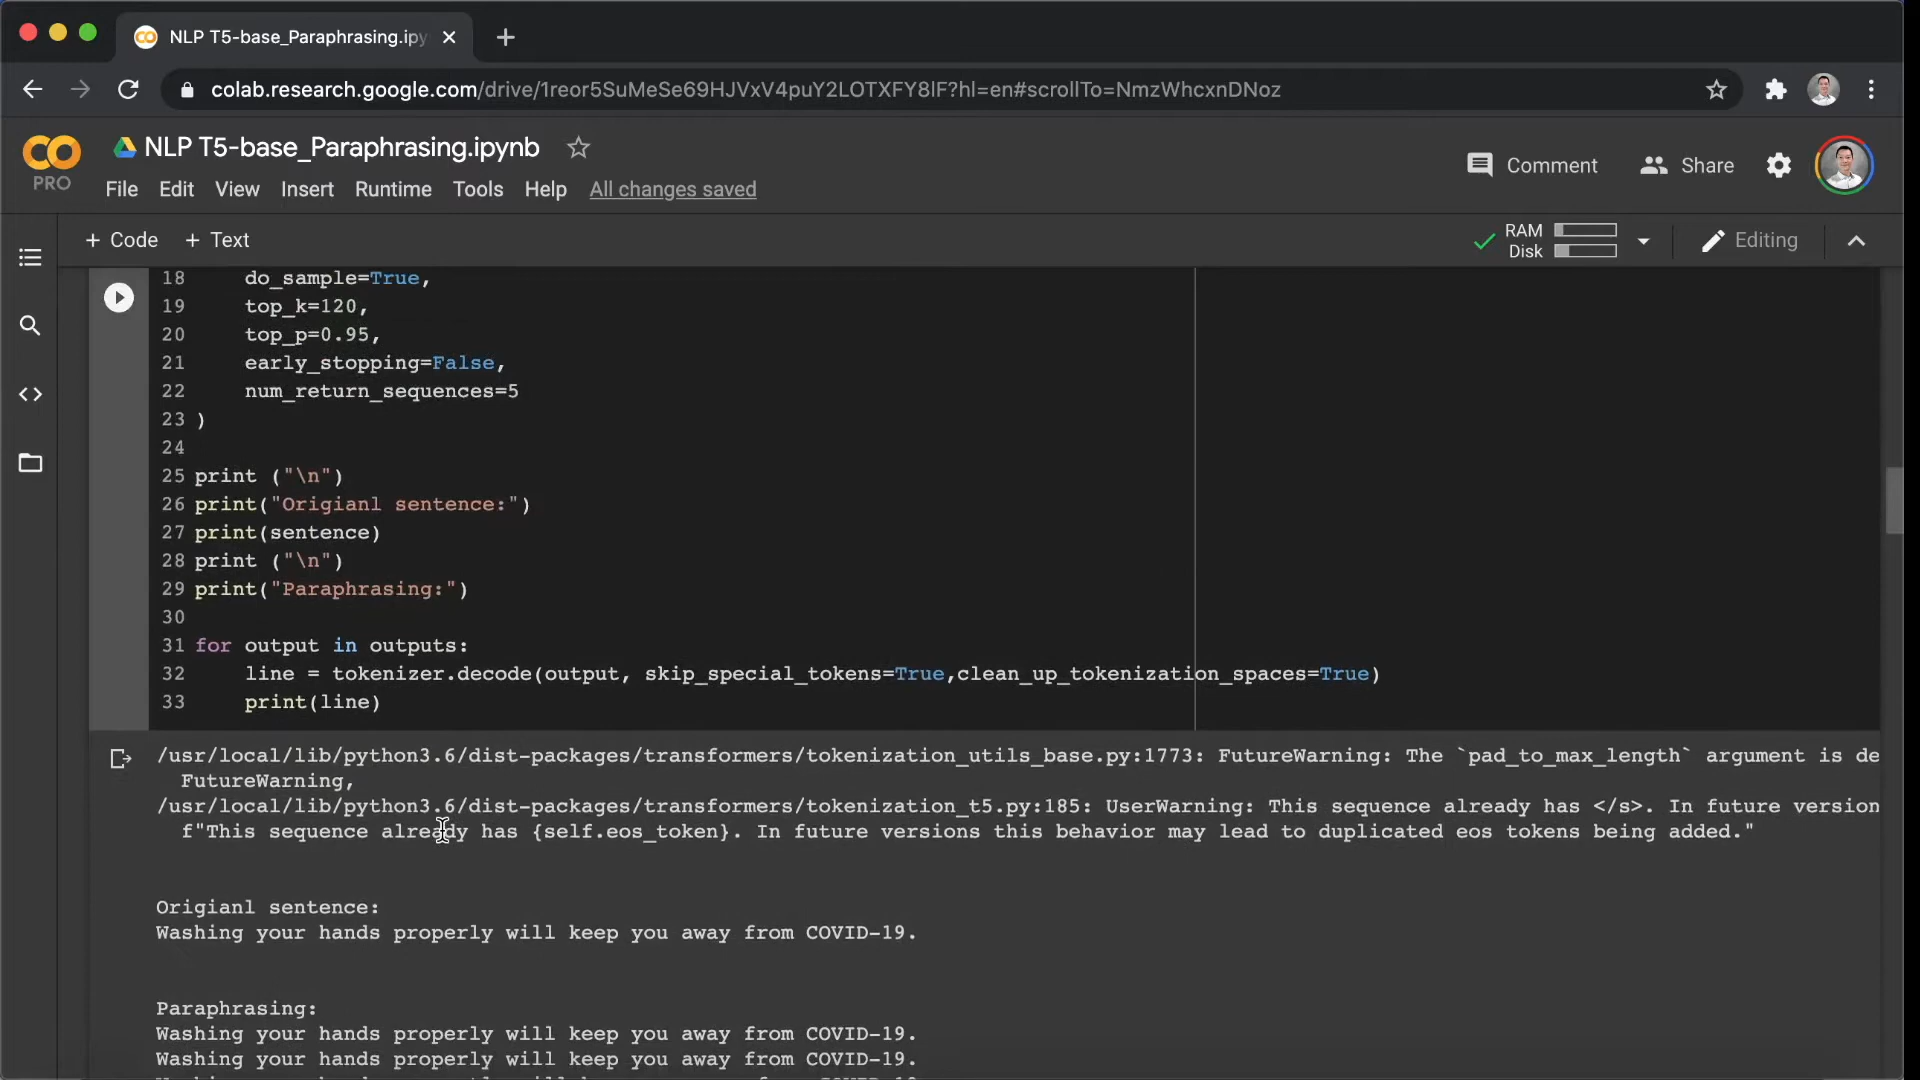 NLP T5-base_Paraphrasing.ipy
colab.research.google.com/drive/1reor5SuMeSe69HJVxV4puY2LOTXFY8lF?hl=en#scrollTo=NmzWhcxnDNoz
PRO
NLP T5-base_Paraphrasing.ipynb
File Edit View Insert Runtime Tools Help All changes saved
Comment Share
+ Code + Text
RAM
Disk
Editing
18     do_sample=True,
19     top_k=120,
20     top_p=0.95,
21     early_stopping=False,
22     num_return_sequences=5
23 )
24
25 print ("\n")
26 print("Origianl sentence:")
27 print(sentence)
28 print ("\n")
29 print("Paraphrasing:")
30
31 for output in outputs:
32     line = tokenizer.decode(output, skip_special_tokens=True,clean_up_tokenization_spaces=True)
33     print(line)
/usr/local/lib/python3.6/dist-packages/transformers/tokenization_utils_base.py:1773: FutureWarning: The `pad_to_max_length` argument is de
  FutureWarning,
/usr/local/lib/python3.6/dist-packages/transformers/tokenization_t5.py:185: UserWarning: This sequence already has </s>. In future version
  f"This sequence already has {self.eos_token}. In future versions this behavior may lead to duplicated eos tokens being added."
Origianl sentence:
Washing your hands properly will keep you away from COVID-19.
Paraphrasing:
Washing your hands properly will keep you away from COVID-19.
Washing your hands properly will keep you away from COVID-19.